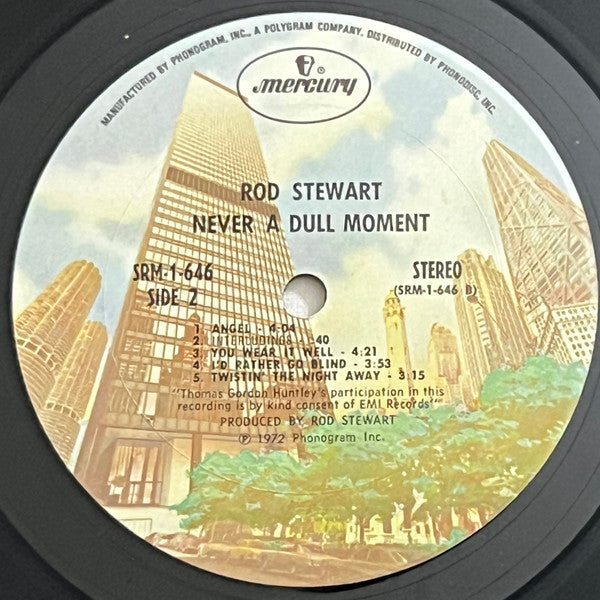 MANUFACTURED BY PHONOGRAM, INC., A POLYGRAM COMPANY, DISTRIBUTED BY PHONODISC, INC.
®
mercury
ROD STEWART
NEVER A DULL MOMENT
SRM-1-646 STEREO
SIDE 2 (SRM-1-646 B)
1. ANGEL - 4:04
2. INTERLUDINGS - :40
3. YOU WEAR IT WELL - 4:21
4. I'D RATHER GO BLIND - 3:53
5. TWISTIN' THE NIGHT AWAY - 3:15
"Thomas Gordon Huntley's participation in this
recording is by kind consent of EMI Records"
PRODUCED BY ROD STEWART
℗ 1972 Phonogram Inc.